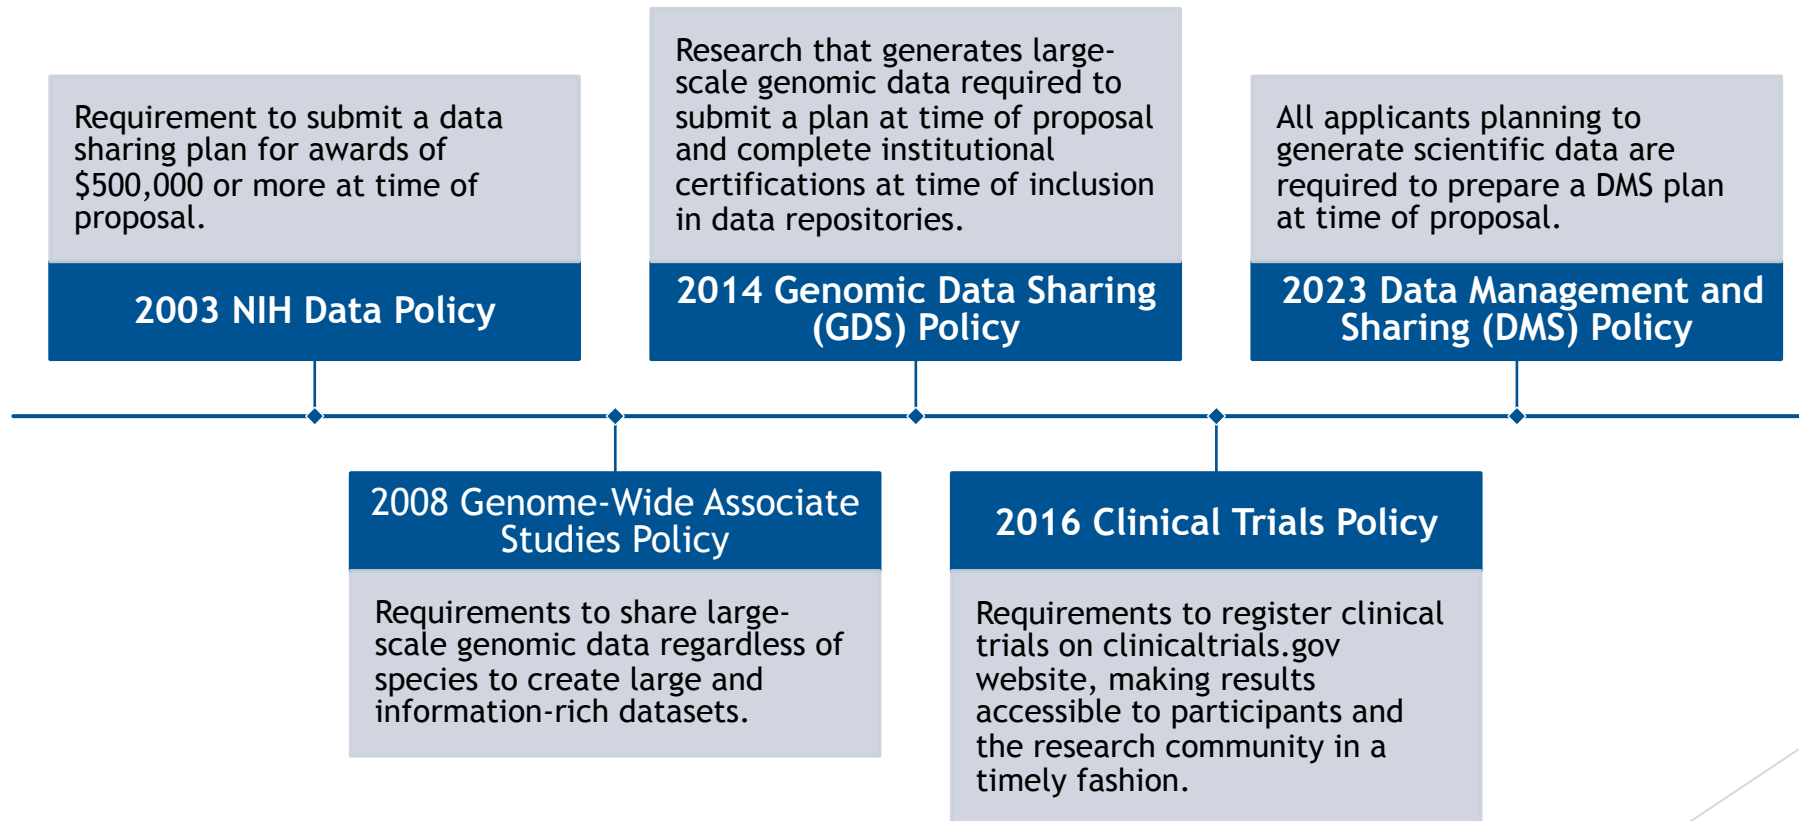 Requirement to submit a data
sharing plan for awards of
$500,000 or more at time of
proposal.
2003 NIH Data Policy
2008 Genome-Wide Associate
Studies Policy
Requirements to share large-
scale genomic data regardless of
species to create large and
information-rich datasets.
Research that generates large-
scale genomic data required to
submit a plan at time of proposal
and complete institutional
certifications at time of inclusion
in data repositories.
2014 Genomic Data Sharing
(GDS) Policy
2016 Clinical Trials Policy
Requirements to register clinical
trials on clinicaltrials.gov
website, making results
accessible to participants and
the research community in a
timely fashion.
All applicants planning to
generate scientific data are
required to prepare a DMS plan
at time of proposal.
2023 Data Management and
Sharing (DMS) Policy